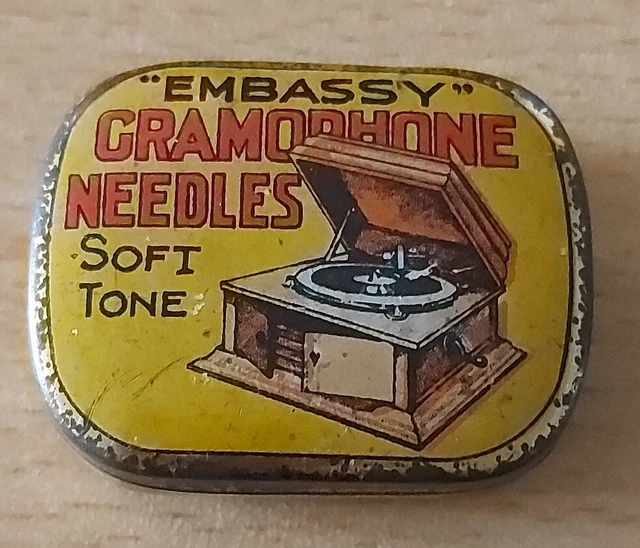 "EMBASSY"
GRAMOPHONE
NEEDLES
SOFT
TONE